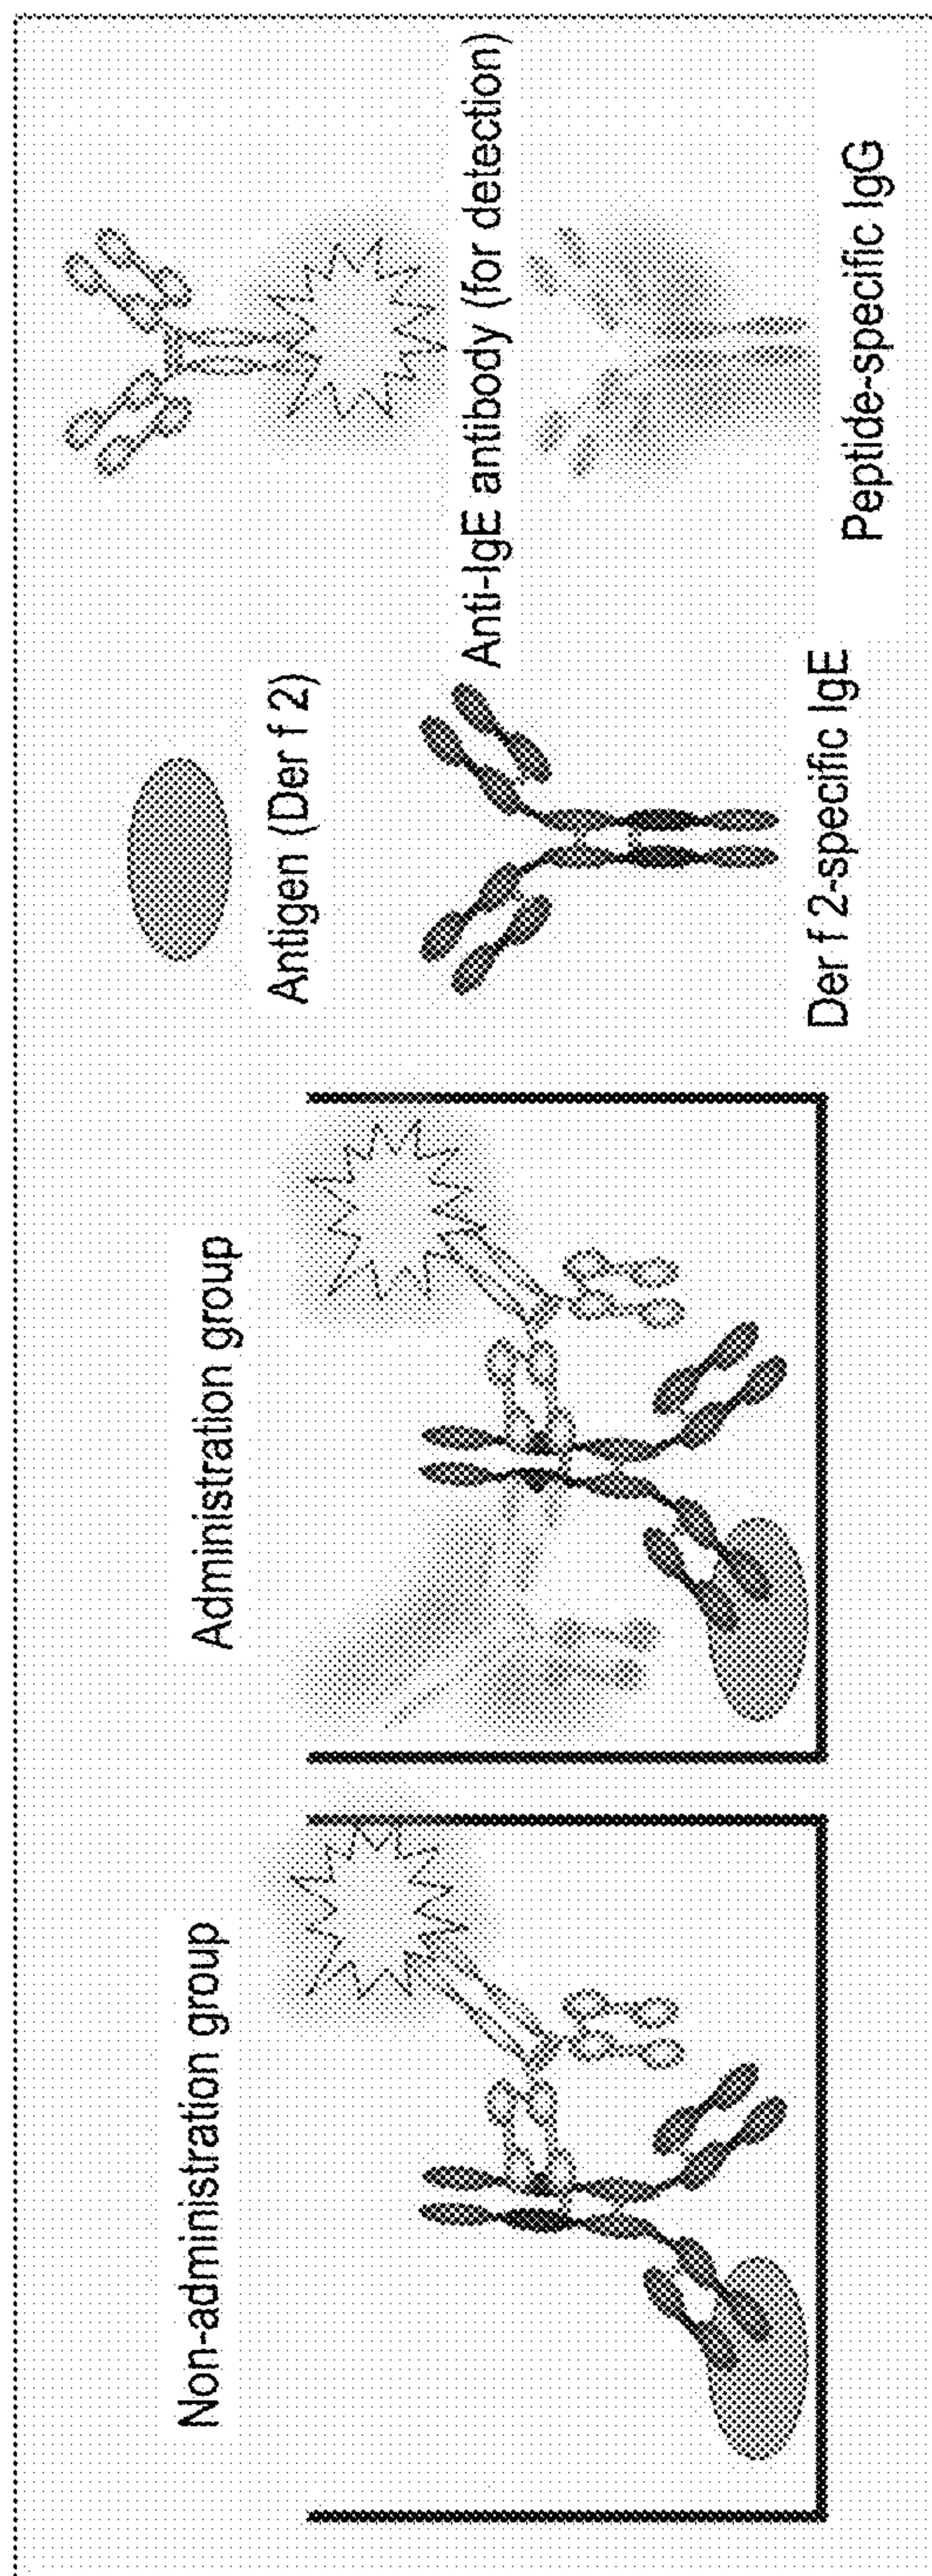 Non-administration group
Administration group
Antigen (Der f 2)
Der f 2-specific IgE
Anti-IgE antibody (for detection)
Peptide-specific IgG